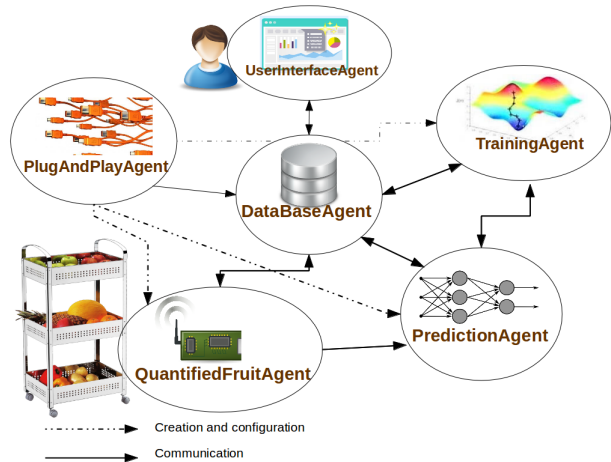 UserInterfaceAgent
PlugAndPlayAgent
TrainingAgent
DataBaseAgent
PredictionAgent
QuantifiedFruitAgent
Creation and configuration
Communication